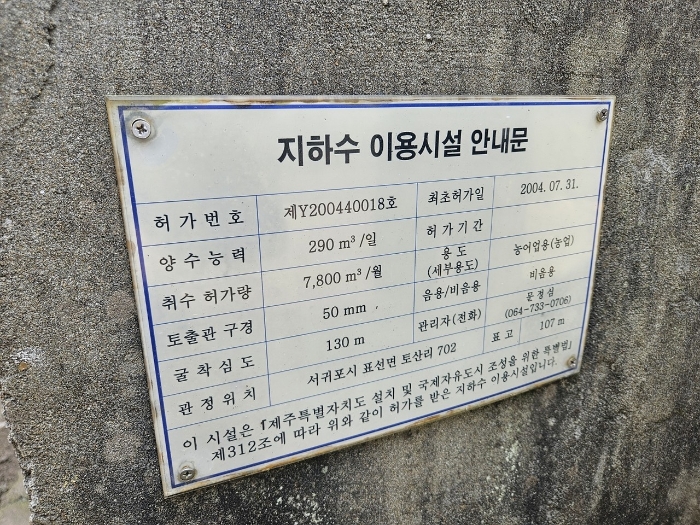 지하수 이용시설 안내문
허가번호 제Y200440018호 최초허가일 2004. 07. 31.
양수능력 290 m³/일 허가기간
취수 허가량 7,800 m³/월 용도 (세부용도) 농어업용(농업)
토출관 구경 50 mm 음용/비음용 비음용
굴착심도 130 m 관리자(전화) 문정심 (064-733-0706)
관정위치 서귀포시 표선면 토산리 702 표고 107 m
이 시설은 「제주특별자치도 설치 및 국제자유도시 조성을 위한 특별법」
제312조에 따라 위와 같이 허가를 받은 지하수 이용시설입니다.